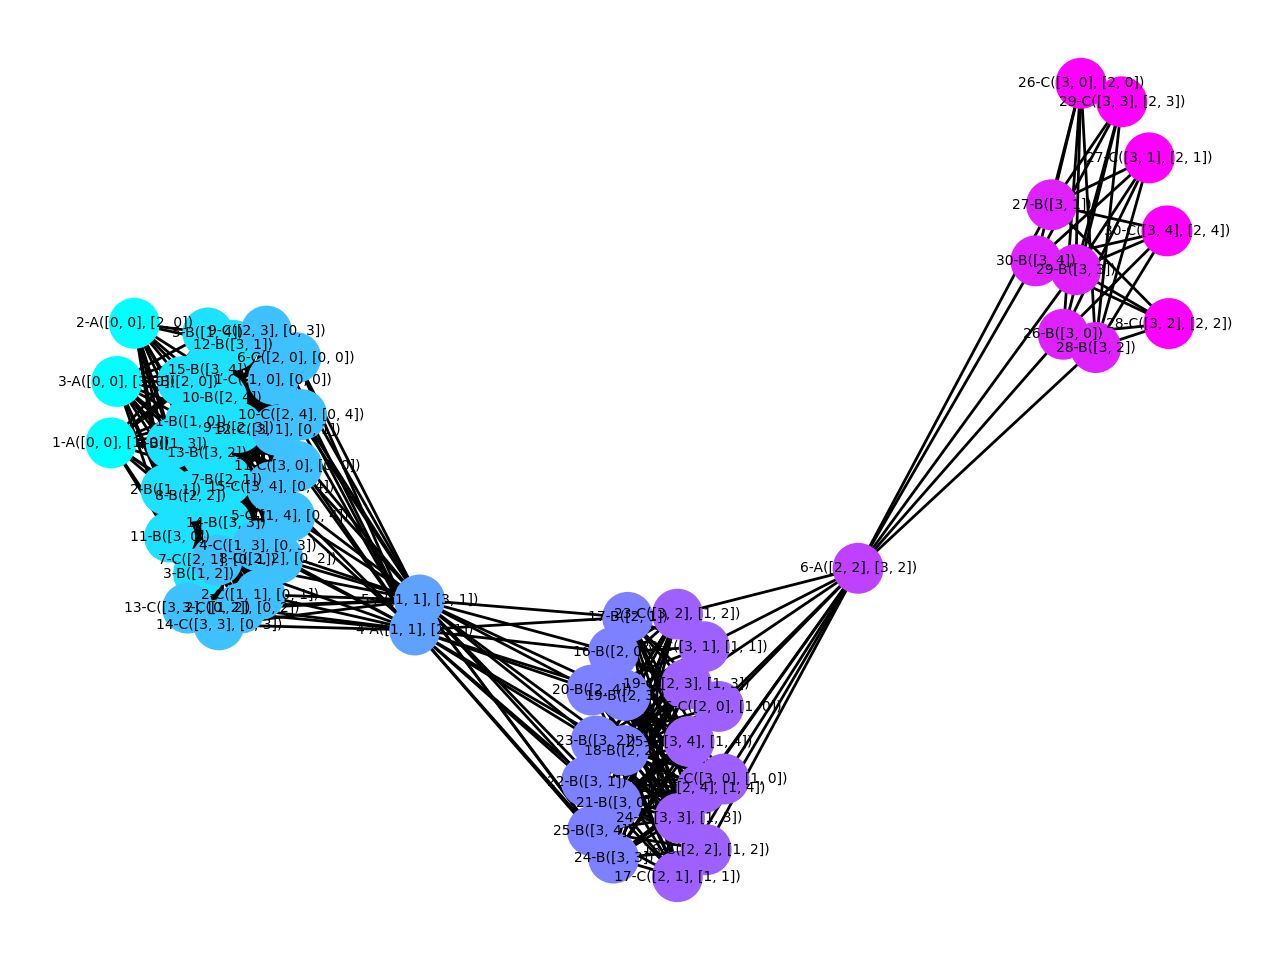 26-C([3, 0], [2, 0])
29-C([3, 3], [2, 3])
27-C([3, 1], [2, 1])
27-B([3, 1])
30-C([3, 4], [2, 4])
30-B([3, 4])
29-B([3, 3])
28-C([3, 2], [2, 2])
26-B([3, 0])
28-B([3, 2])
2-A([0, 0], [2, 0])
9-C([2, 3], [0, 3])
12-B([3, 1])
6-C([2, 0], [0, 0])
15-B([3, 4])
3-A([0, 0], [3, 0])
1-C([1, 0], [0, 0])
10-B([2, 4])
10-C([2, 4], [0, 4])
1-B([1, 0])
9-B([2, 3])
12-C([3, 1], [0, 1])
1-A([0, 0], [1, 0])
13-B([3, 2])
11-C([3, 0], [0, 0])
7-B([2, 1])
15-C([3, 4], [0, 4])
2-B([1, 1])
8-B([2, 2])
5-C([1, 4], [0, 4])
14-B([3, 3])
11-B([3, 0])
4-C([1, 3], [0, 3])
7-C([2, 1], [0, 1])
8-C([2, 2], [0, 2])
3-B([1, 2])
2-C([1, 1], [0, 1])
13-C([3, 2], [0, 2])
14-C([3, 3], [0, 3])
5-A([1, 1], [3, 1])
4-A([1, 1], [2, 1])
6-A([2, 2], [3, 2])
17-B([2, 1])
23-C([3, 2], [1, 2])
16-B([2, 0])
[3, 1], [1, 1])
19-C([2, 3], [1, 3])
20-B([2, 4])
19-B([2, 3])
[2, 0], [1, 0])
23-B([3, 2])
25-C([3, 4], [1, 4])
18-B([2, 2])
22-B([3, 1])
[3, 0], [1, 0])
[2, 4], [1, 4])
21-B([3, 0])
24-C([3, 3], [1, 3])
25-B([3, 4])
[2, 2], [1, 2])
24-B([3, 3])
17-C([2, 1], [1, 1])